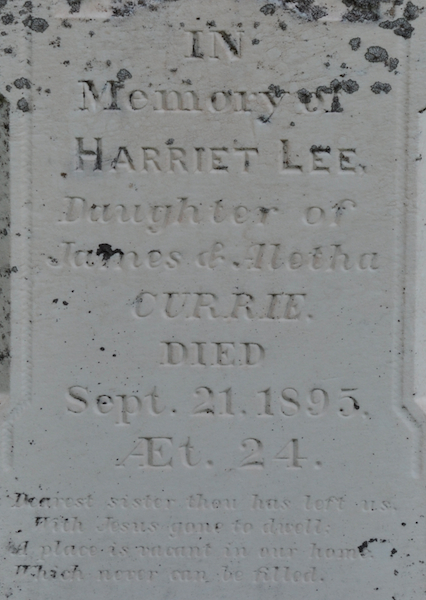 IN
Memory of
HARRIET LEE,
Daughter of
James & Aletha
CURRIE.
DIED
Sept. 21. 1895.
Æt. 24.
Dearest sister thou has left us.
With Jesus gone to dwell:
A place is vacant in our home.
Which never can be filled.